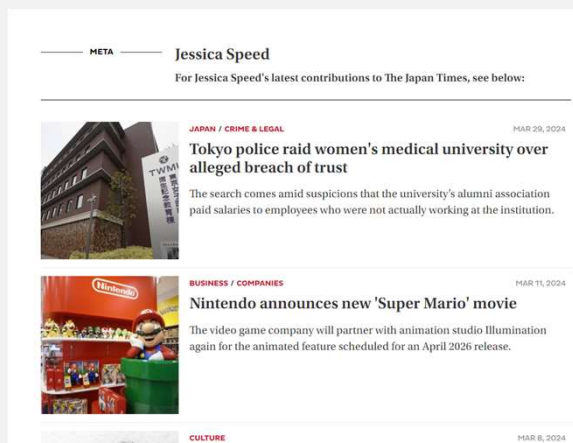 META
Jessica Speed
For Jessica Speed's latest contributions to The Japan Times, see below:
JAPAN / CRIME & LEGAL
MAR 29, 2024
Tokyo police raid women's medical university over
alleged breach of trust
The search comes amid suspicions that the university's alumni association
paid salaries to employees who were not actually working at the institution.
TWMU
BUSINESS / COMPANIES
MAR 11, 2024
Nintendo announces new 'Super Mario' movie
The video game company will partner with animation studio Illumination
again for the animated feature scheduled for an April 2026 release.
Nintendo
CULTURE
MAR 8, 2024